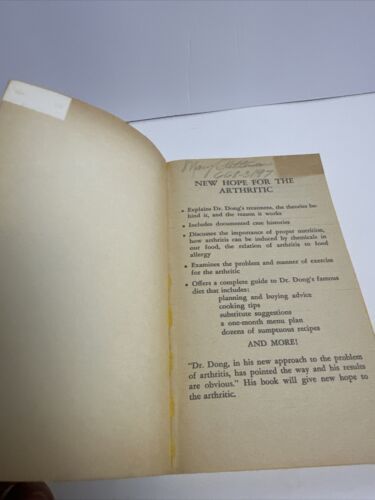 Mary
668-3197
NEW HOPE FOR THE
ARTHRITIC
• Explains Dr. Dong's treatment, the theories be-
hind it, and the reason it works
• Includes documented case histories
• Discusses the importance of proper nutrition,
how arthritis can be induced by chemicals in
our food, the relation of arthritis to food
allergy
• Examines the problem and manner of exercise
for the arthritic
• Offers a complete guide to Dr. Dong's famous
diet that includes:
planning and buying advice
cooking tips
substitute suggestions
a one-month menu plan
dozens of sumptuous recipes
AND MORE!
"Dr. Dong, in his new approach to the problem
of arthritis, has pointed the way and his results
are obvious." His book will give new hope to
the arthritic.